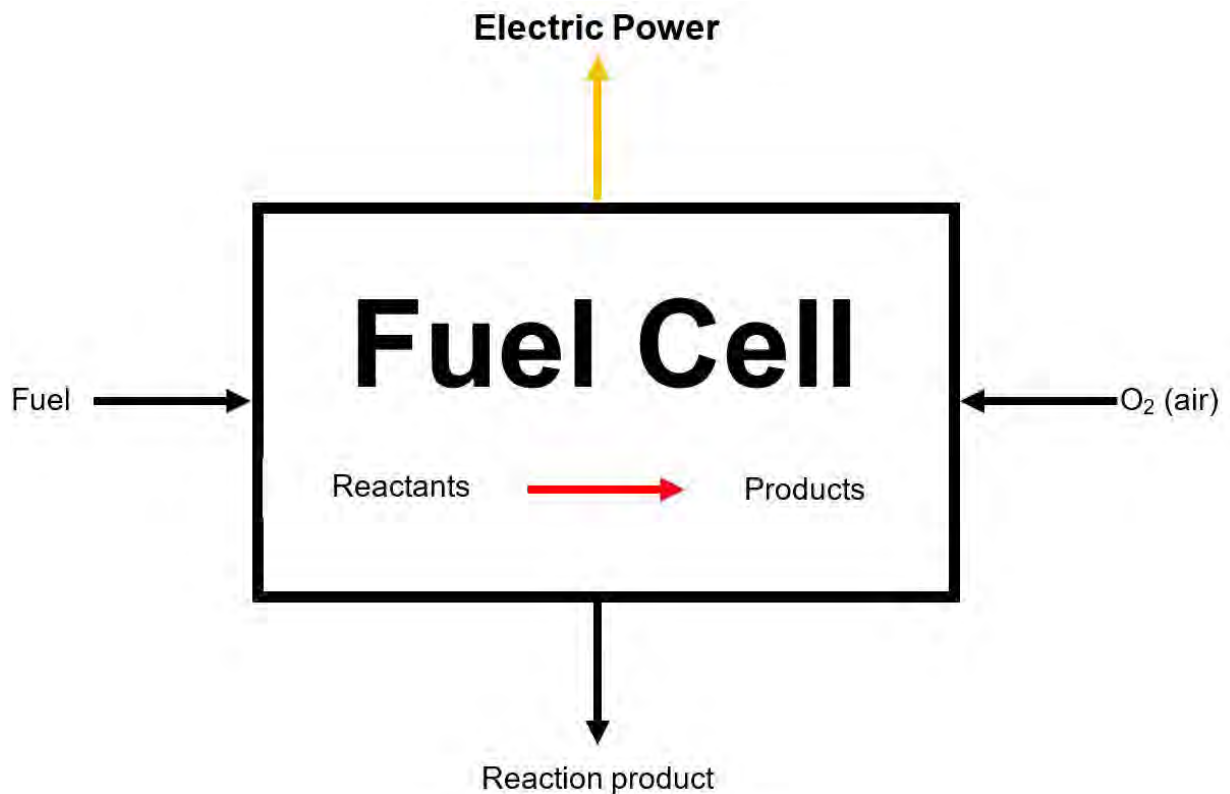 Electric Power
Fuel Cell
Fuel
O₂ (air)
Reactants
Products
Reaction product